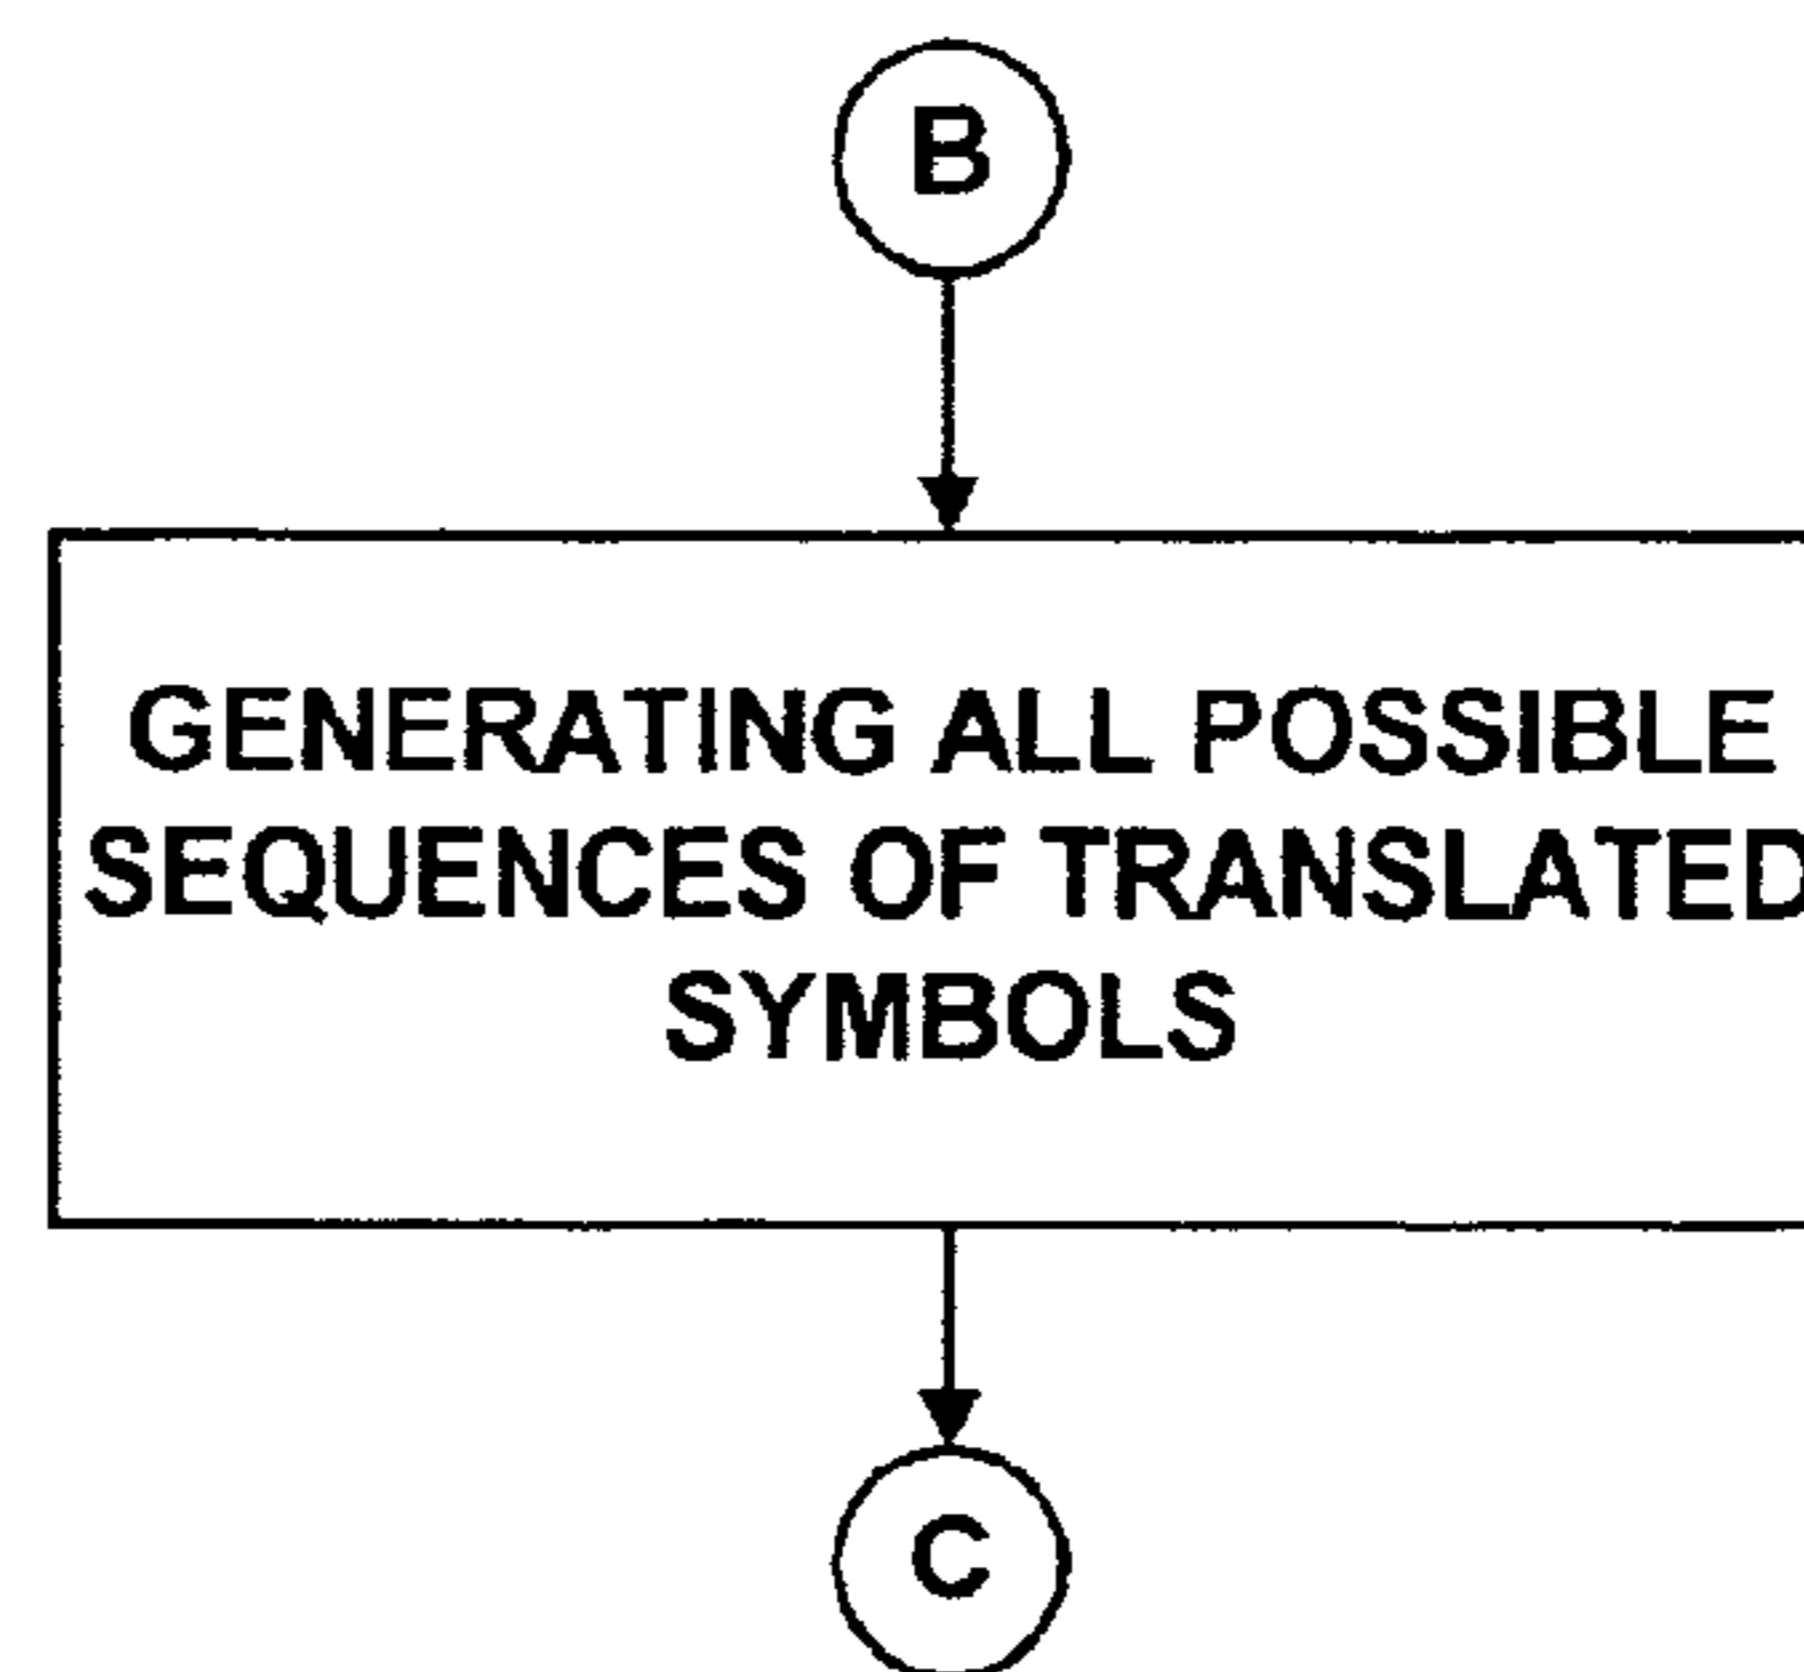 B
GENERATING ALL POSSIBLE
SEQUENCES OF TRANSLATED
SYMBOLS
C